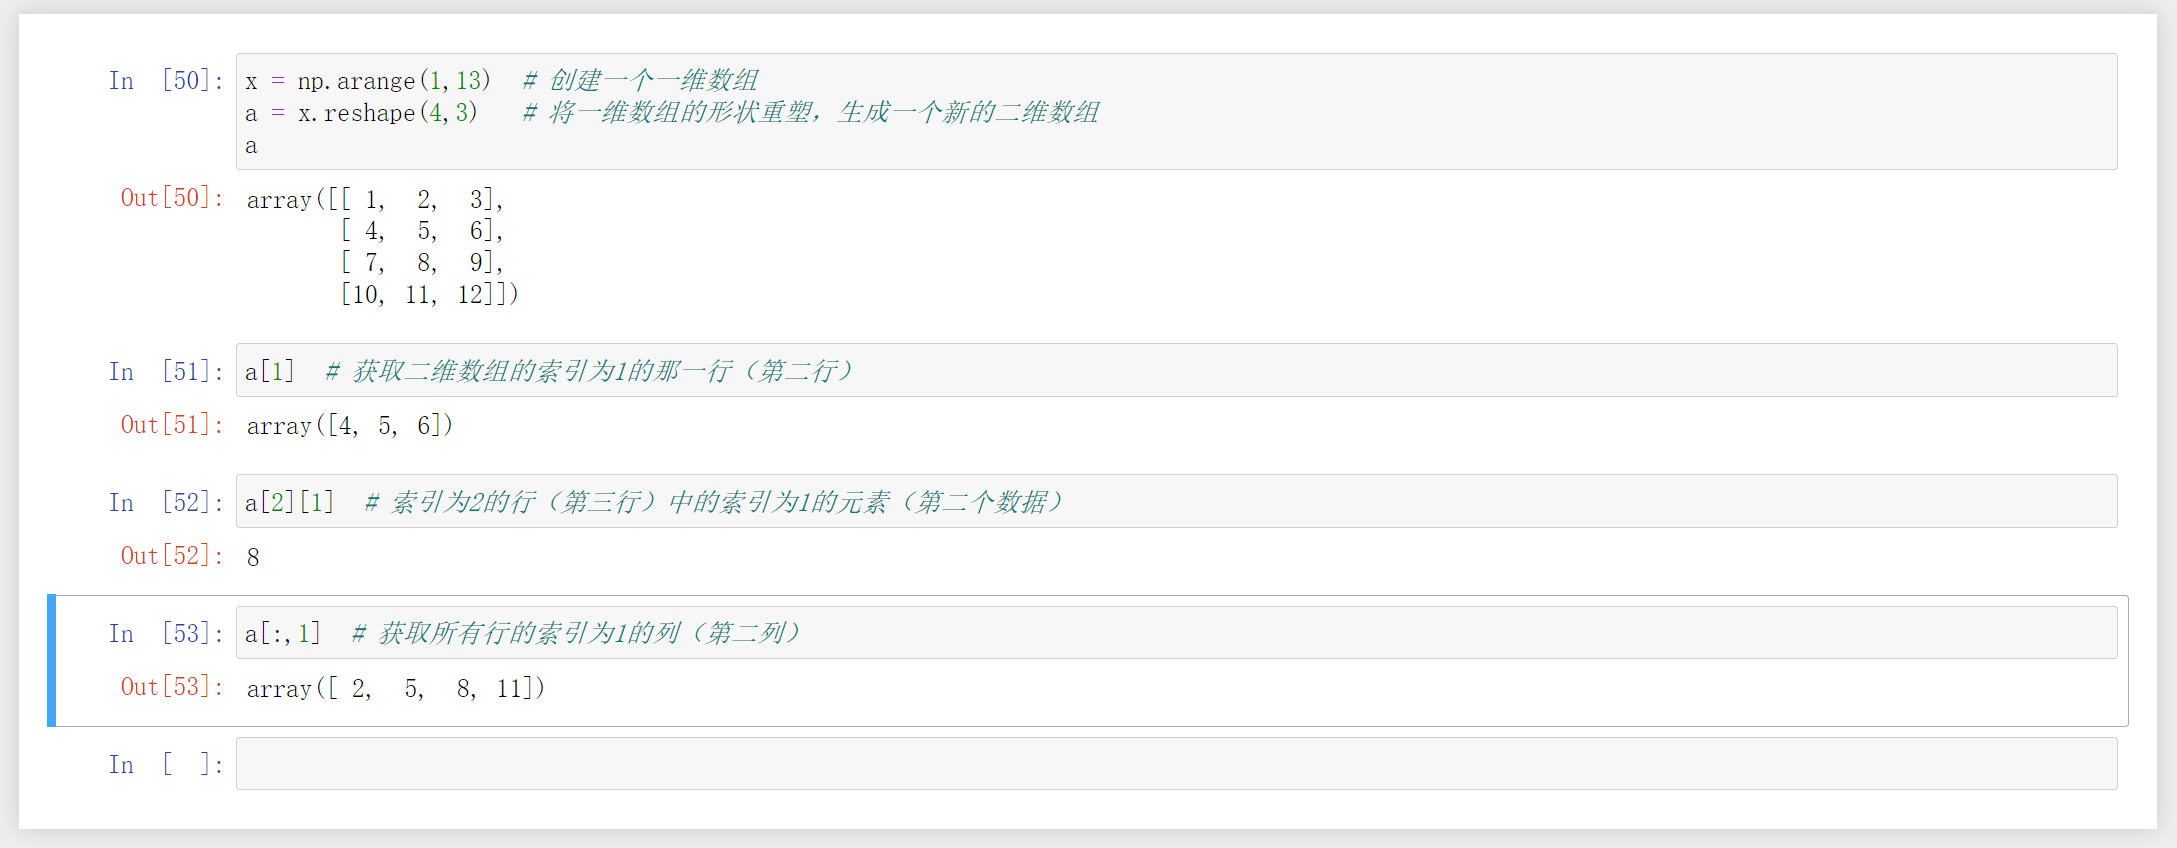 In [50]: x = np.arange(1,13)  # 创建一个一维数组
a = x.reshape(4,3)   # 将一维数组的形状重塑，生成一个新的二维数组
a
Out[50]: array([[ 1,  2,  3],
[ 4,  5,  6],
[ 7,  8,  9],
[10, 11, 12]])
In [51]: a[1]  # 获取二维数组的索引为1的那一行（第二行）
Out[51]: array([4, 5, 6])
In [52]: a[2][1]  # 索引为2的行（第三行）中的索引为1的元素（第二个数据）
Out[52]: 8
In [53]: a[:,1]  # 获取所有行的索引为1的列（第二列）
Out[53]: array([ 2,  5,  8, 11])
In [ ]: